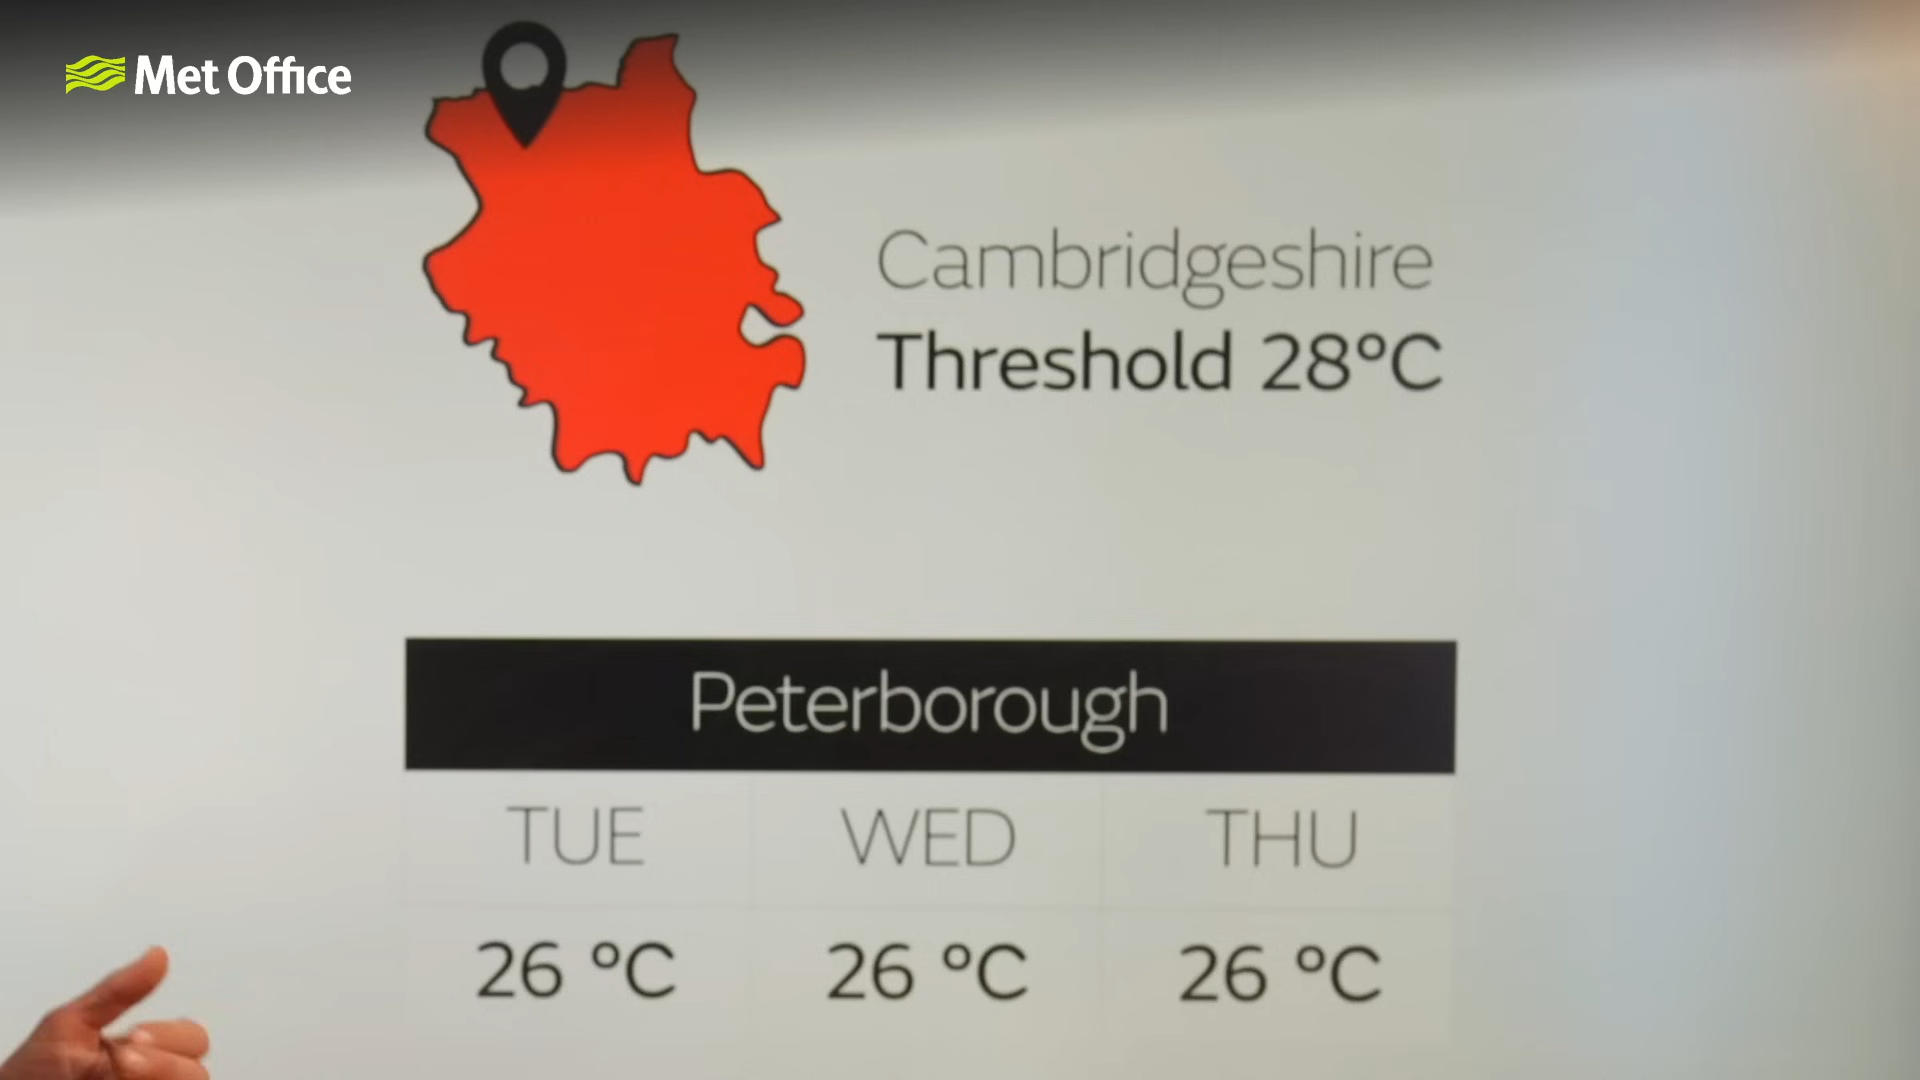 Met Office
Cambridgeshire
Threshold 28°C
Peterborough
TUE WED THU
26 °C 26 °C 26 °C